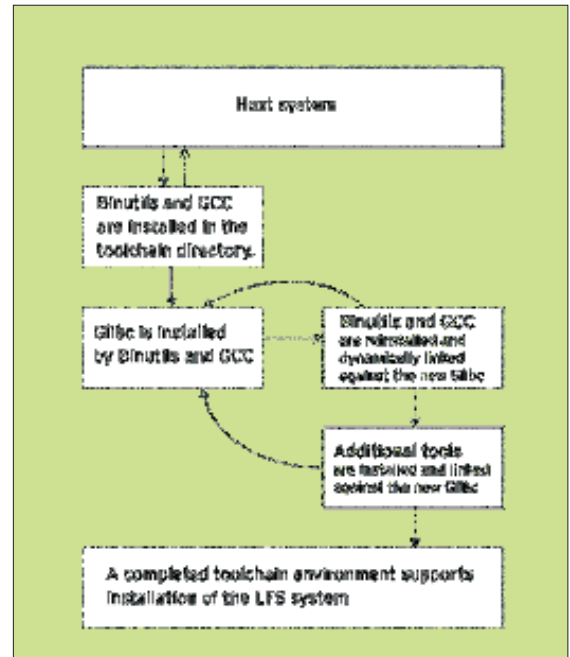 Host system
Binutils and GCC
are installed in the
toolchain directory.
Glibc is installed
by Binutils and GCC
Binutils and GCC
are reinstalled and
dynamically linked
against the new Glibc
Additional tools
are installed and linked
against the new Glibc
A completed toolchain environment supports
installation of the LFS system